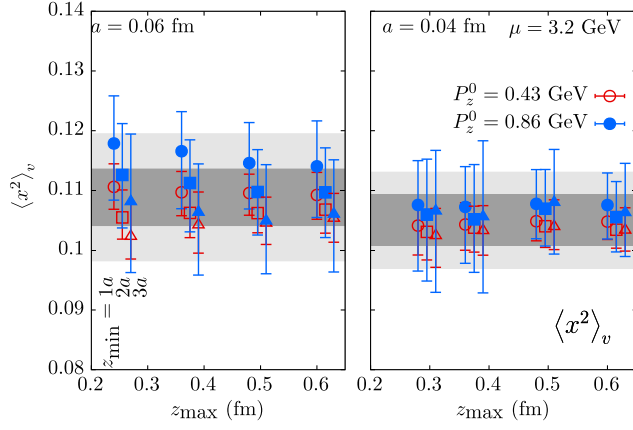 a = 0.06 fm
a = 0.04 fm
μ = 3.2 GeV
P_z^0 = 0.43 GeV
P_z^0 = 0.86 GeV
⟨x²⟩_v
0.14
0.13
0.12
0.11
0.1
0.09
0.08
z_min = 1a
2a
3a
⟨x²⟩_v
0.2
0.3
0.4
0.5
0.6
0.2
0.3
0.4
0.5
0.6
z_max (fm)
z_max (fm)